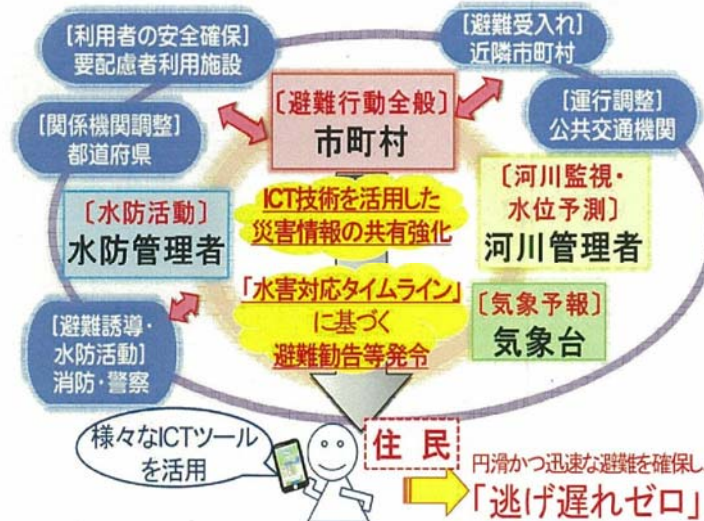 ［利用者の安全確保］
要配慮者利用施設
［避難受入れ］
近隣市町村
［関係機関調整］
都道府県
〔避難行動全般〕
市町村
［運行調整］
公共交通機関
〔水防活動〕
水防管理者
ICT技術を活用した
災害情報の共有強化
〔河川監視・
水位予測〕
河川管理者
「水害対応タイムライン」
に基づく
避難勧告等発令
［避難誘導・
水防活動］
消防・警察
〔気象予報〕
気象台
様々なICTツール
を活用
住民
円滑かつ迅速な避難を確保し
「逃げ遅れゼロ」